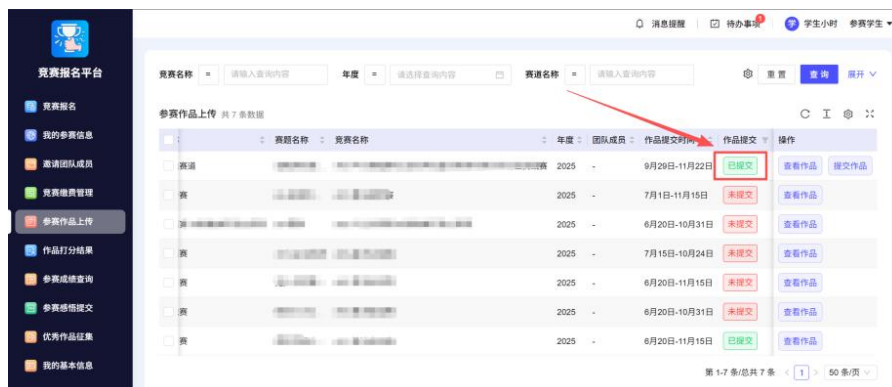 消息提醒 待办事项 学 学生小时 参赛学生
竞赛报名平台
竞赛报名
我的参赛信息
邀请团队成员
竞赛缴费管理
参赛作品上传
作品打分结果
参赛成绩查询
参赛感悟提交
优秀作品征集
我的基本信息
竞赛名称 = 请输入查询内容 年度 = 请选择查询内容 赛道名称 = 请输入查询内容 重置 查询 展开
参赛作品上传 共 7 条数据
赛题名称 竞赛名称 年度 团队成员 作品提交时间 作品提交 操作
赛道 赛 2025 - 9月29日-11月22日 已提交 查看作品 提交作品
赛 2025 - 7月1日-11月15日 未提交 查看作品
2025 - 6月20日-10月31日 未提交 查看作品
赛 2025 - 7月15日-10月24日 未提交 查看作品
赛 2025 - 6月20日-11月15日 未提交 查看作品
赛 2025 - 6月20日-10月31日 未提交 查看作品
赛 2025 - 6月20日-11月15日 已提交 查看作品
第 1-7 条/总共 7 条 < 1 > 50 条/页